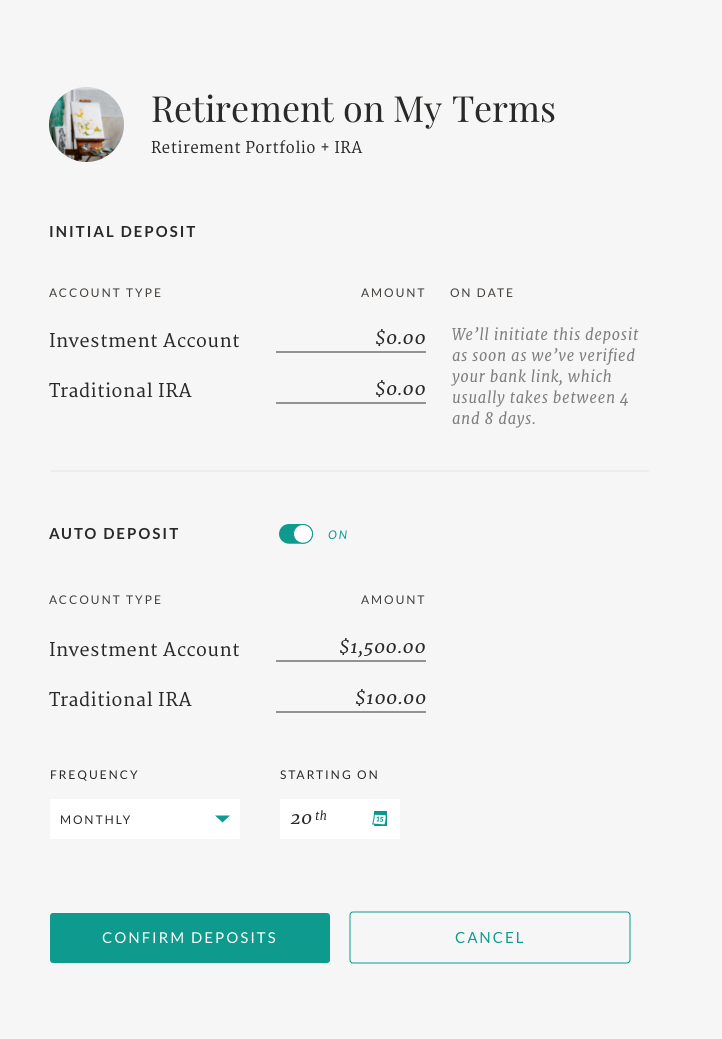 Retirement on My Terms
Retirement Portfolio + IRA
INITIAL DEPOSIT
ACCOUNT TYPE AMOUNT ON DATE
Investment Account $0.00
Traditional IRA $0.00
We’ll initiate this deposit
as soon as we’ve verified
your bank link, which
usually takes between 4
and 8 days.
AUTO DEPOSIT ON
ACCOUNT TYPE AMOUNT
Investment Account $1,500.00
Traditional IRA $100.00
FREQUENCY STARTING ON
MONTHLY 20th 15
CONFIRM DEPOSITS CANCEL